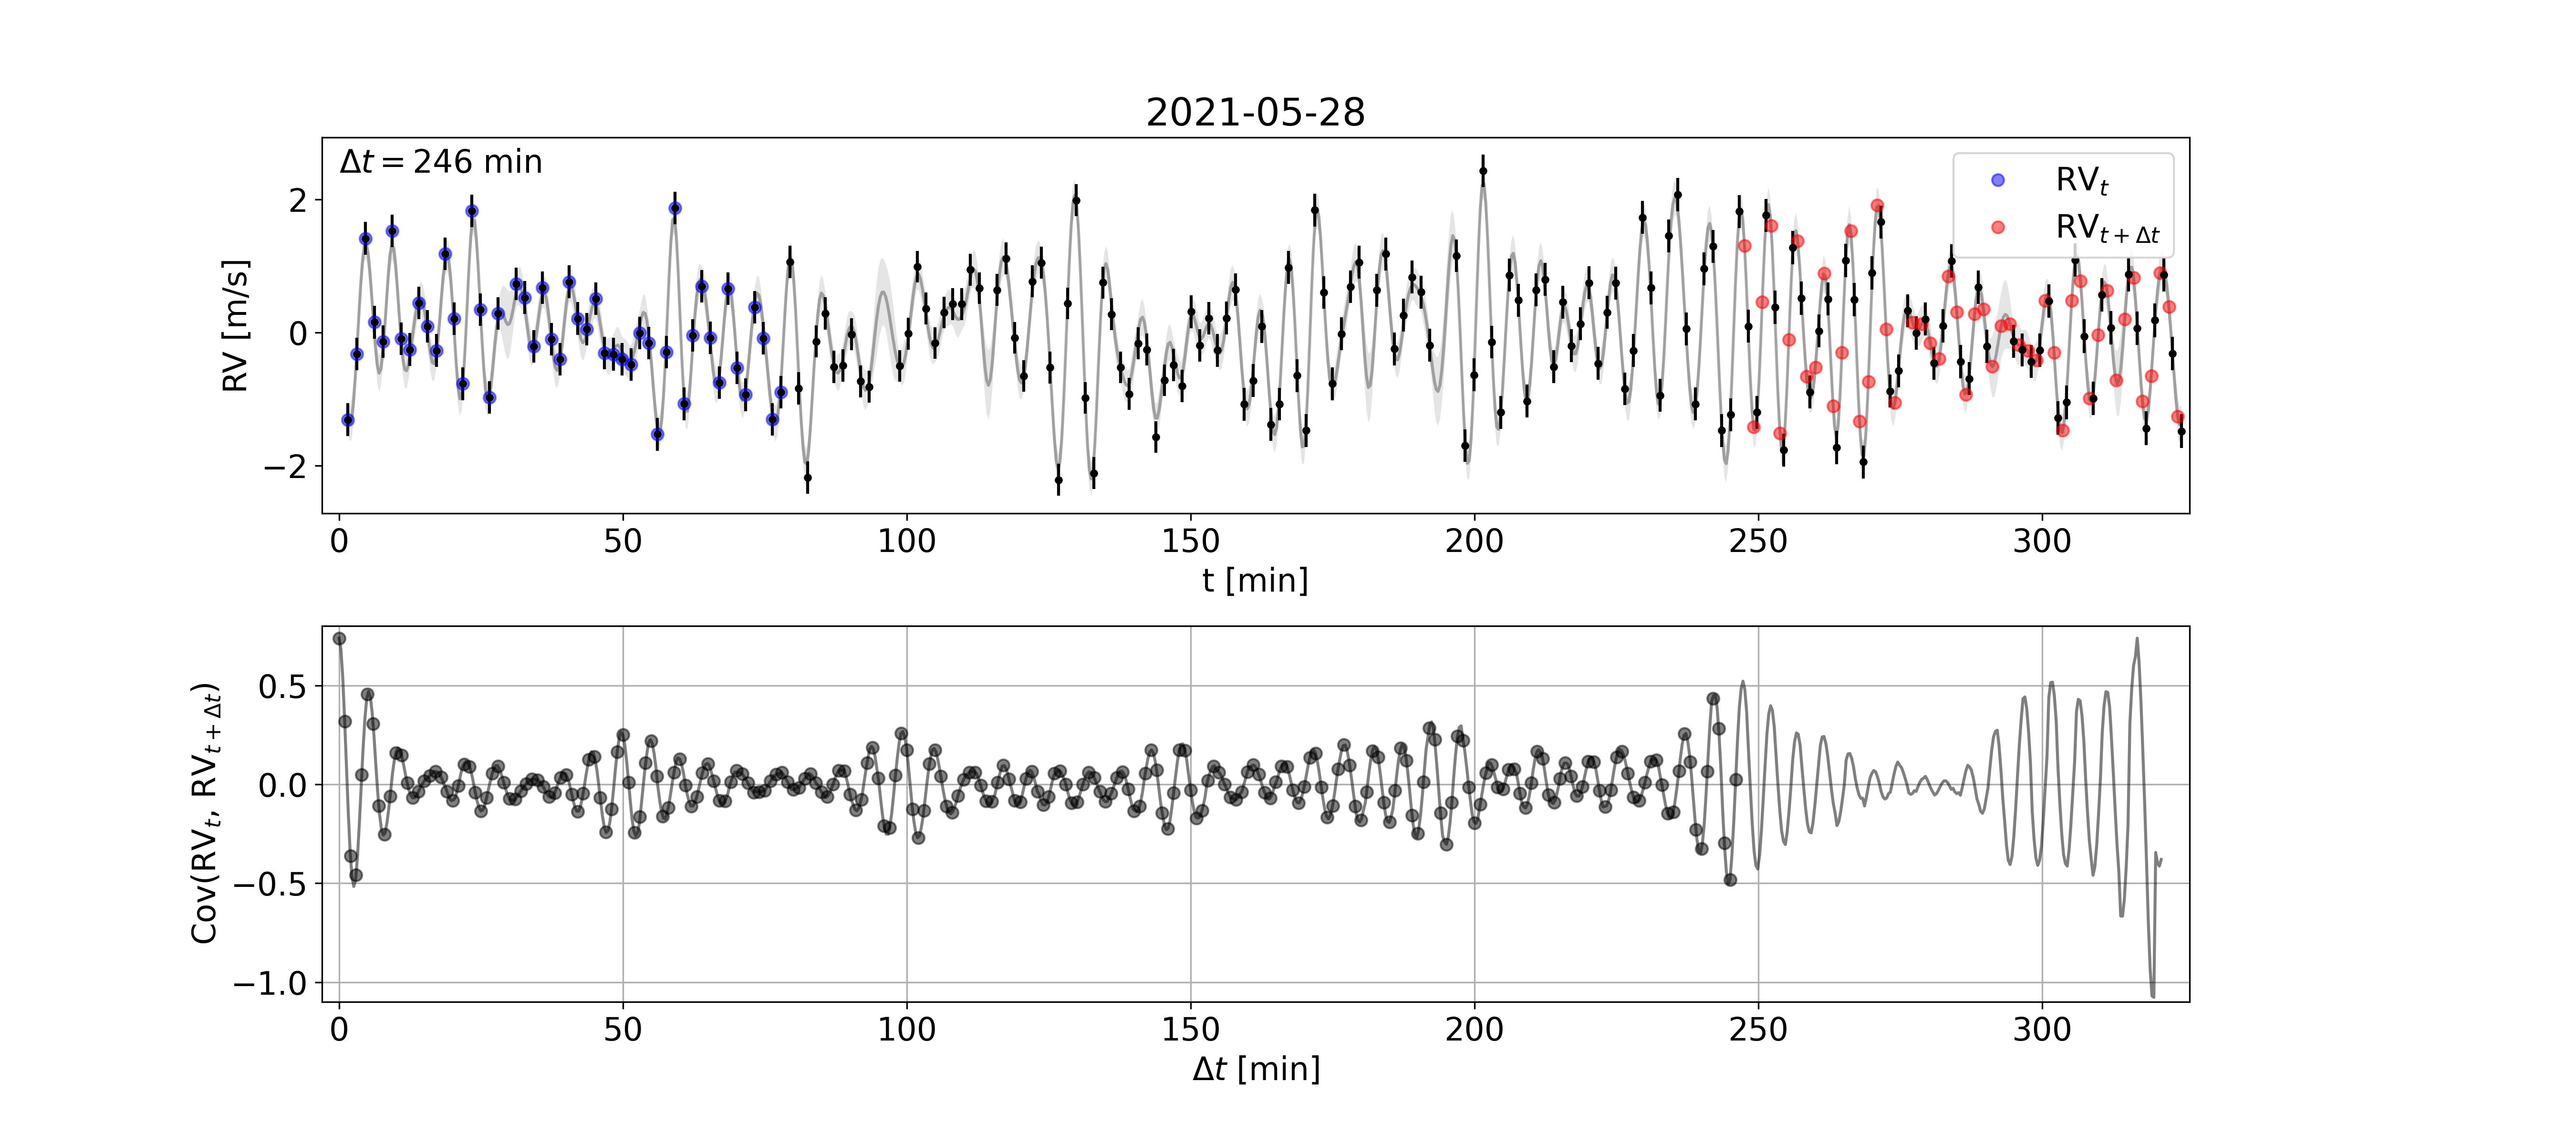 2021-05-28
Δt = 246 min
RV_t
RV_{t+Δt}
RV [m/s]
2
0
−2
0 50 100 150 200 250 300
t [min]
Cov(RV_t, RV_{t+Δt})
0.5
0.0
−0.5
−1.0
0 50 100 150 200 250 300
Δt [min]